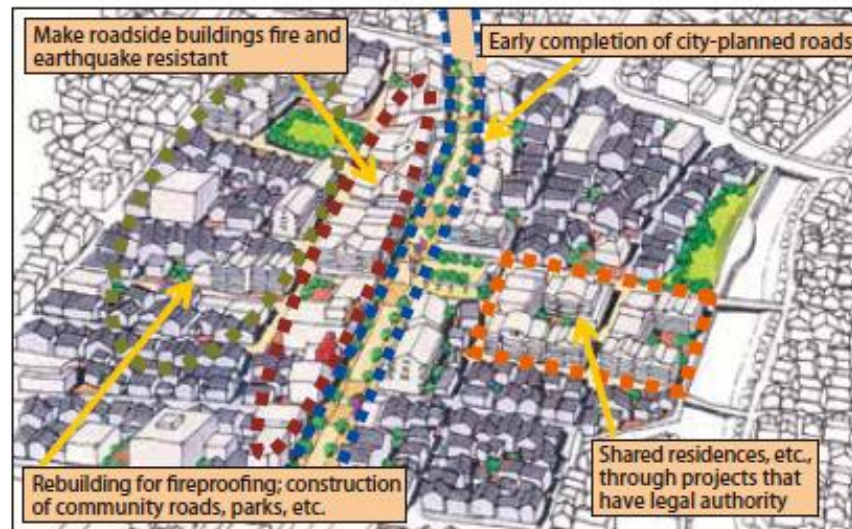 Make roadside buildings fire and
earthquake resistant
Early completion of city-planned roads
Rebuilding for fireproofing; construction
of community roads, parks, etc.
Shared residences, etc.,
through projects that
have legal authority